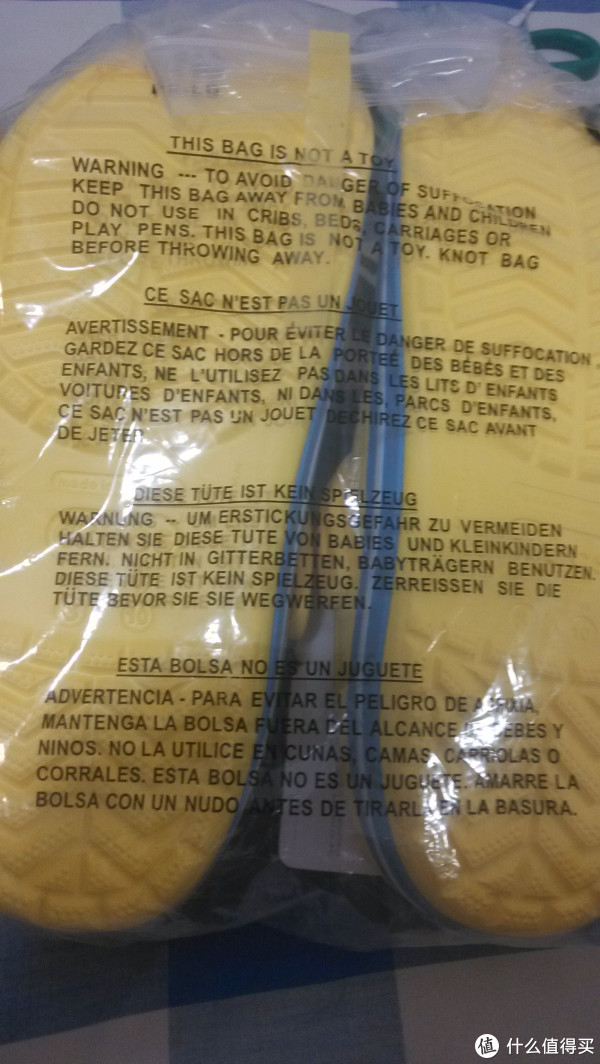 THIS BAG IS NOT A TOY
WARNING --- TO AVOID DANGER OF SUFFOCATION
KEEP THIS BAG AWAY FROM BABIES AND CHILDREN
DO NOT USE IN CRIBS, BEDS, CARRIAGES OR
PLAY PENS. THIS BAG IS NOT A TOY. KNOT BAG
BEFORE THROWING AWAY.
CE SAC N'EST PAS UN JOUET
AVERTISSEMENT - POUR ÉVITER LE DANGER DE SUFFOCATION,
GARDEZ CE SAC HORS DE LA PORTEÉ DES BÉBÉS ET DES
ENFANTS, NE L'UTILISEZ PAS DANS LES LITS D'ENFANTS
VOITURES D'ENFANTS, NI DANS LES, PARCS D'ENFANTS,
CE SAC N'EST PAS UN JOUET DECHIREZ CE SAC AVANT
DE JETER
DIESE TÜTE IST KEIN SPIELZEUG
WARNUNG -- UM ERSTICKUNGSGEFAHR ZU VERMEIDEN
HALTEN SIE DIESE TUTE VON BABIES UND KLEINKINDERN
FERN. NICHT IN GITTERBETTEN, BABYTRÄGERN BENUTZEN.
DIESE TÜTE IST KEIN SPIELZEUG. ZERREISSEN SIE DIE
TÜTE BEVOR SIE SIE WEGWERFEN.
ESTA BOLSA NO ES UN JUGUETE
ADVERTENCIA - PARA EVITAR EL PELIGRO DE
MANTENGA LA BOLSA FUERA DEL ALCANCE BEBES Y
NINOS. NO LA UTILICE EN CUNAS, CAMAS, CARRIOLAS O
CORRALES. ESTA BOLSA NO ES UN JUGUETE. AMARRE LA
BOLSA CON UN NUDO ANTES DE TIRARLA EN LA BASURA.
值 什么值得买